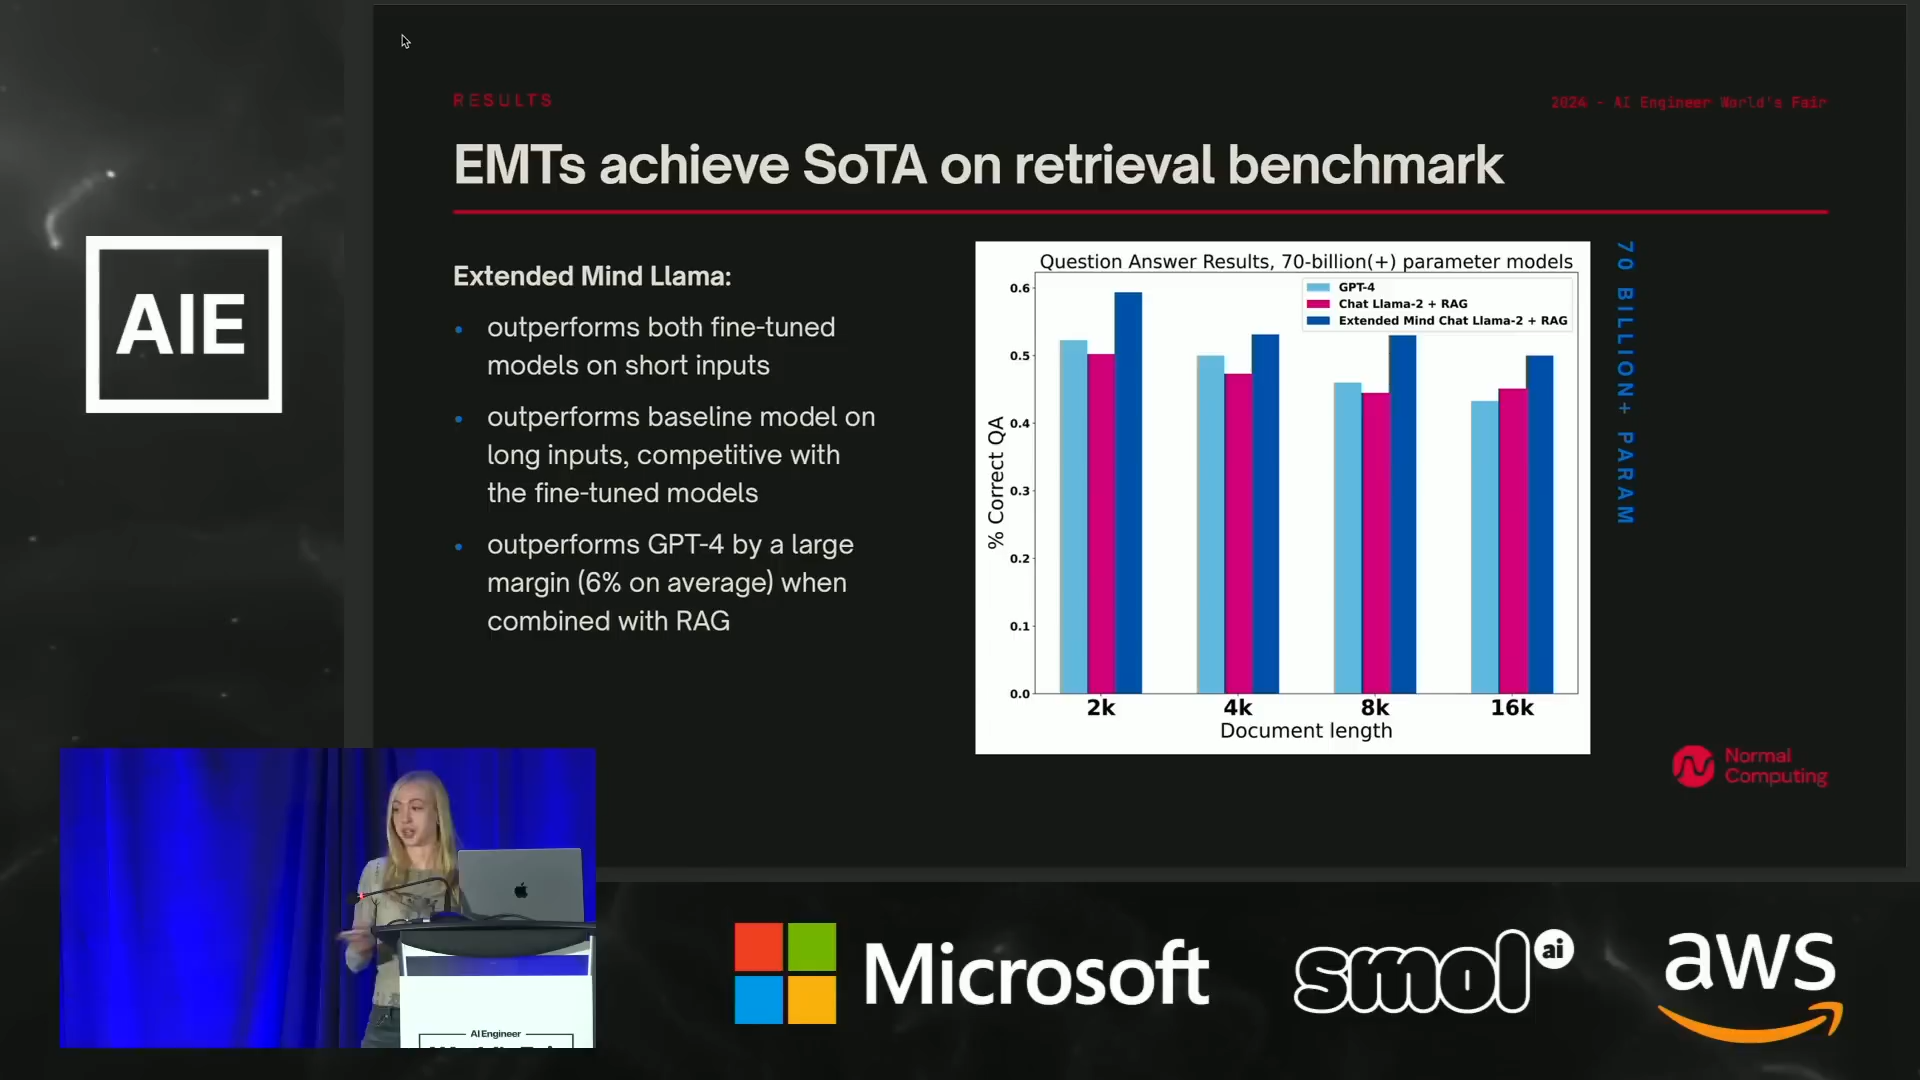 RESULTS
2024 - AI Engineer World's Fair
EMTs achieve SoTA on retrieval benchmark
Extended Mind Llama:
• outperforms both fine-tuned
models on short inputs
• outperforms baseline model on
long inputs, competitive with
the fine-tuned models
• outperforms GPT-4 by a large
margin (6% on average) when
combined with RAG
Question Answer Results, 70-billion(+) parameter models
GPT-4
Chat Llama-2 + RAG
Extended Mind Chat Llama-2 + RAG
% Correct QA
0.6
0.5
0.4
0.3
0.2
0.1
0.0
2k 4k 8k 16k
Document length
70 BILLION+ PARAM
Normal
Computing
AIE
AI Engineer
Microsoft
smol ai
aws